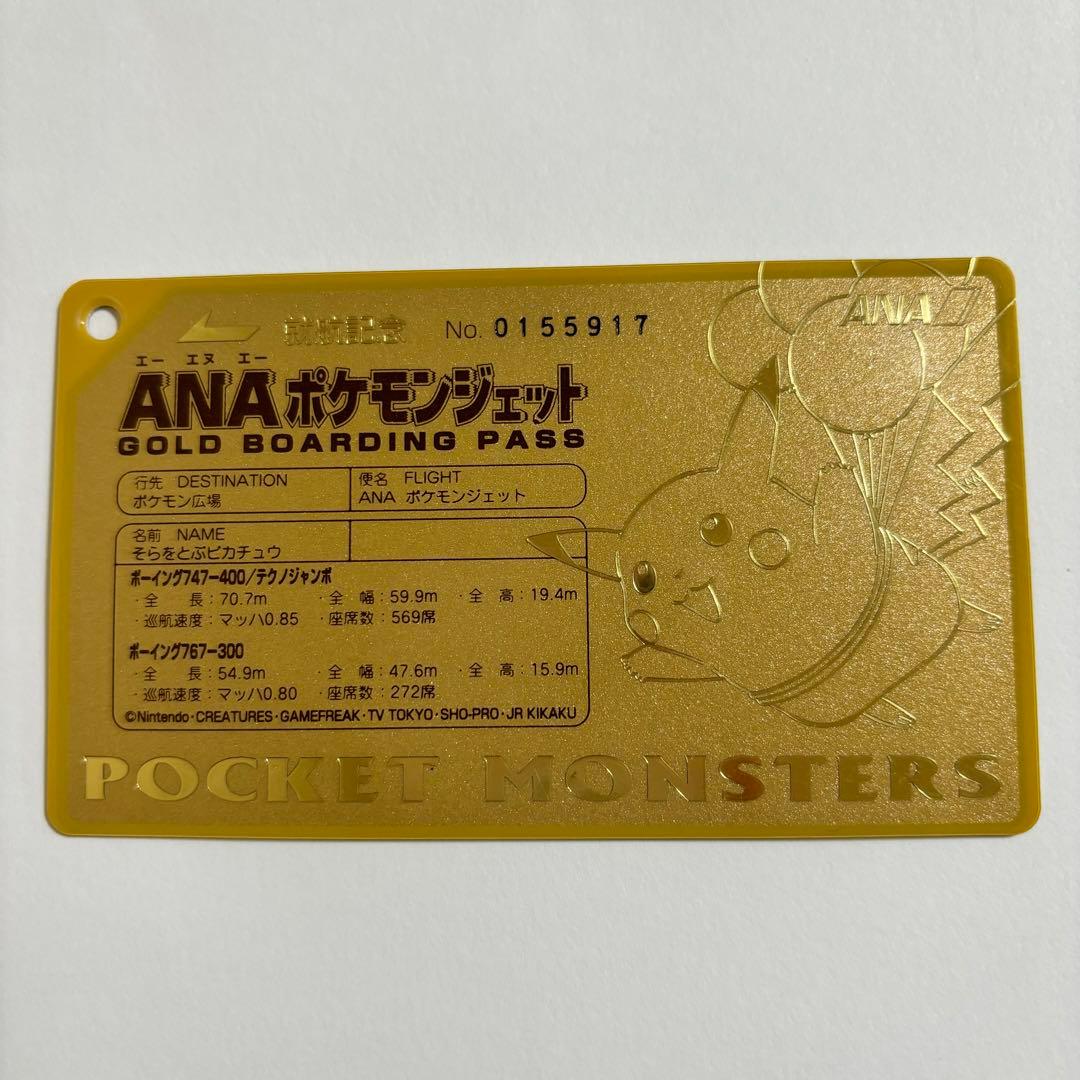 就航記念 No. 0155917
ANA
エー エヌ エー
ANAポケモンジェット
GOLD BOARDING PASS
行先 DESTINATION
ポケモン広場
便名 FLIGHT
ANA ポケモンジェット
名前 NAME
そらをとぶピカチュウ
ボーイング747-400/テクノジャンボ
・全 長:70.7m ・全 幅:59.9m ・全 高:19.4m
・巡航速度:マッハ0.85 ・座席数:569席
ボーイング767-300
・全 長:54.9m ・全 幅:47.6m ・全 高:15.9m
・巡航速度:マッハ0.80 ・座席数:272席
©Nintendo・CREATURES・GAMEFREAK・TV TOKYO・SHO-PRO・JR KIKAKU
POCKET MONSTERS